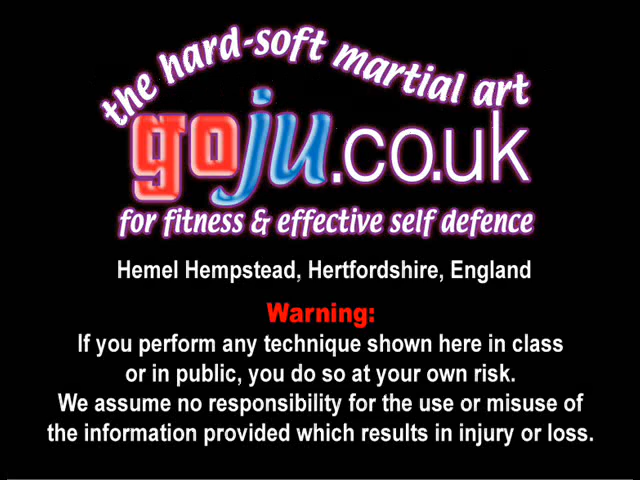 the hard-soft martial art
goju.co.uk
for fitness & effective self defence
Hemel Hempstead, Hertfordshire, England
Warning:
If you perform any technique shown here in class
or in public, you do so at your own risk.
We assume no responsibility for the use or misuse of
the information provided which results in injury or loss.